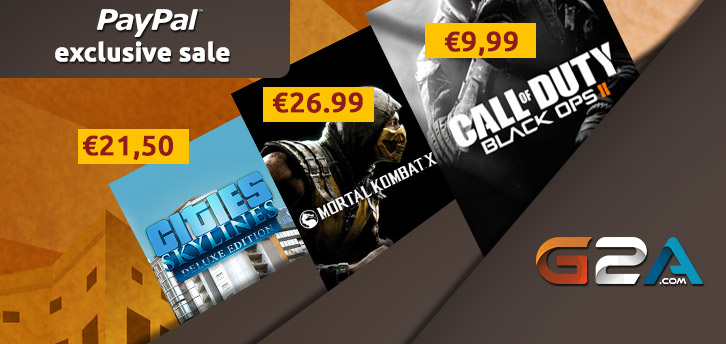 PayPal™
exclusive sale
€9,99
€26.99
€21,50
CALL OF DUTY
BLACK OPS II
MORTAL KOMBAT X
CITIES
SKYLINES
DELUXE EDITION
G2A
.COM